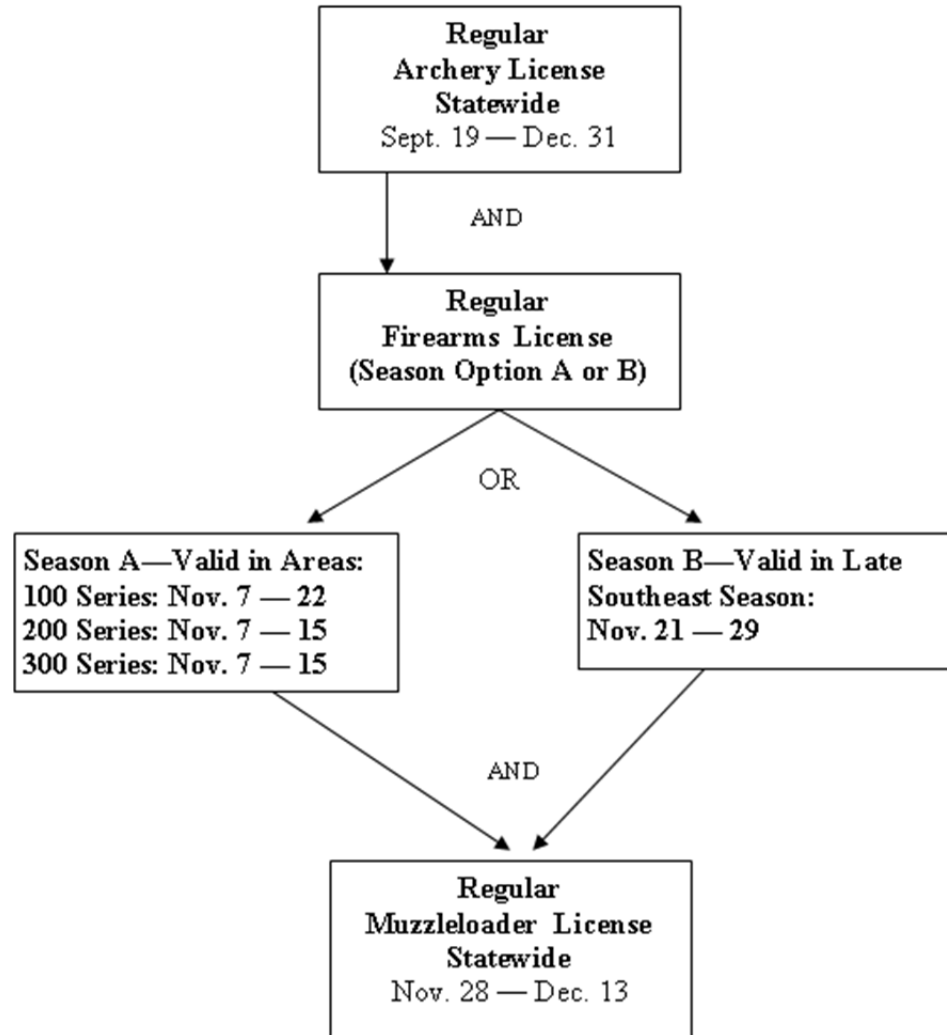 Regular
Archery License
Statewide
Sept. 19 — Dec. 31
AND
Regular
Firearms License
(Season Option A or B)
OR
Season A—Valid in Areas:
100 Series: Nov. 7 — 22
200 Series: Nov. 7 — 15
300 Series: Nov. 7 — 15
Season B—Valid in Late
Southeast Season:
Nov. 21 — 29
AND
Regular
Muzzleloader License
Statewide
Nov. 28 — Dec. 13